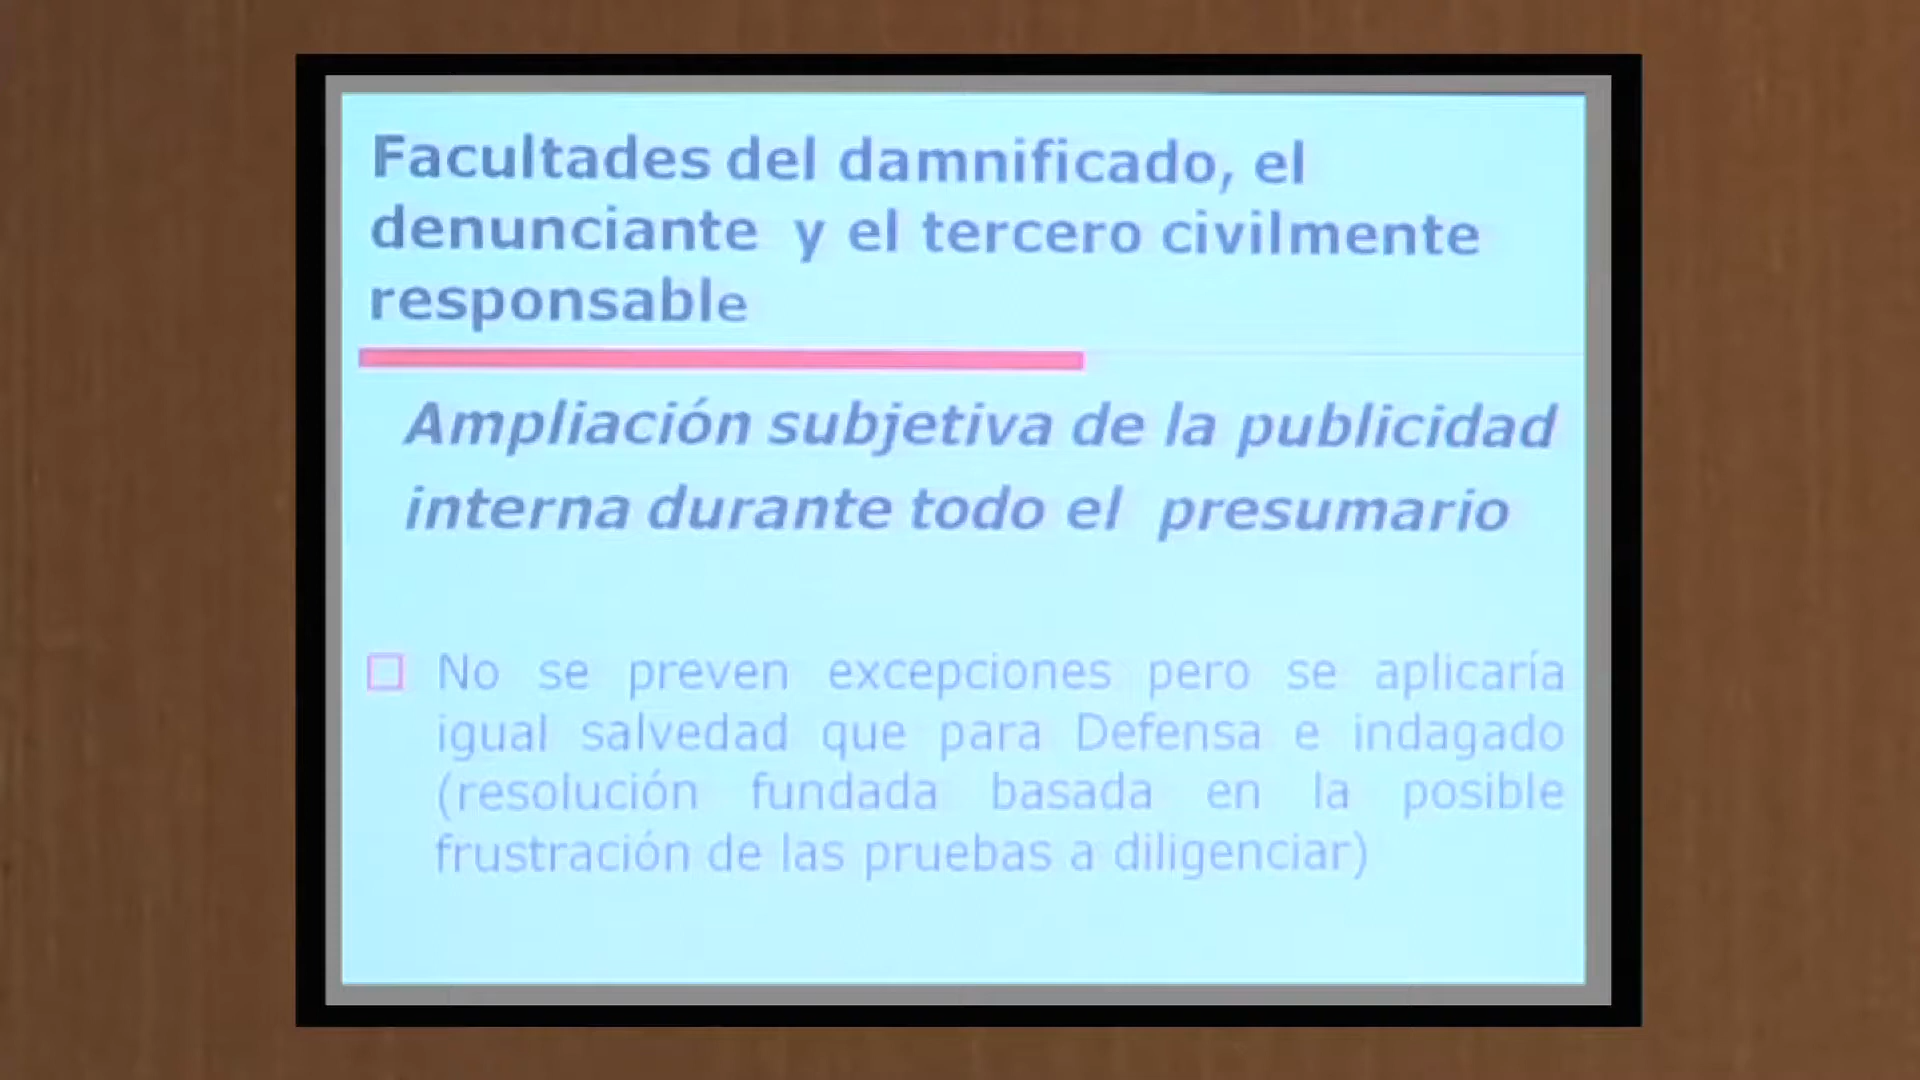 Facultades del damnificado, el
denunciante y el tercero civilmente
responsable
Ampliación subjetiva de la publicidad
interna durante todo el presumario
No se preven excepciones pero se aplicaría
igual salvedad que para Defensa e indagado
(resolución fundada basada en la posible
frustración de las pruebas a diligenciar)